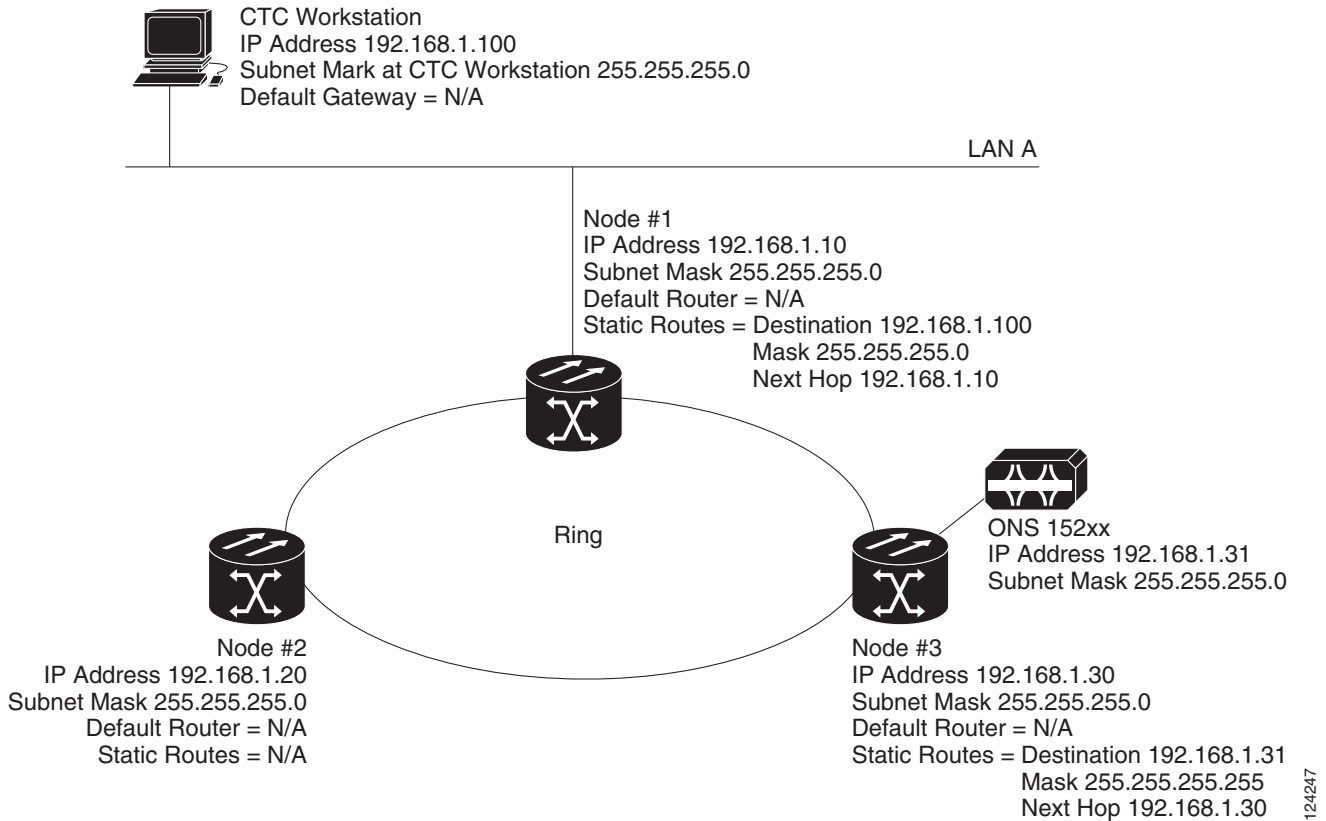 CTC Workstation
IP Address 192.168.1.100
Subnet Mark at CTC Workstation 255.255.255.0
Default Gateway = N/A
LAN A
Node #1
IP Address 192.168.1.10
Subnet Mask 255.255.255.0
Default Router = N/A
Static Routes = Destination 192.168.1.100
Mask 255.255.255.0
Next Hop 192.168.1.10
Ring
ONS 152xx
IP Address 192.168.1.31
Subnet Mask 255.255.255.0
Node #2
IP Address 192.168.1.20
Subnet Mask 255.255.255.0
Default Router = N/A
Static Routes = N/A
Node #3
IP Address 192.168.1.30
Subnet Mask 255.255.255.0
Default Router = N/A
Static Routes = Destination 192.168.1.31
Mask 255.255.255.255
Next Hop 192.168.1.30
124247